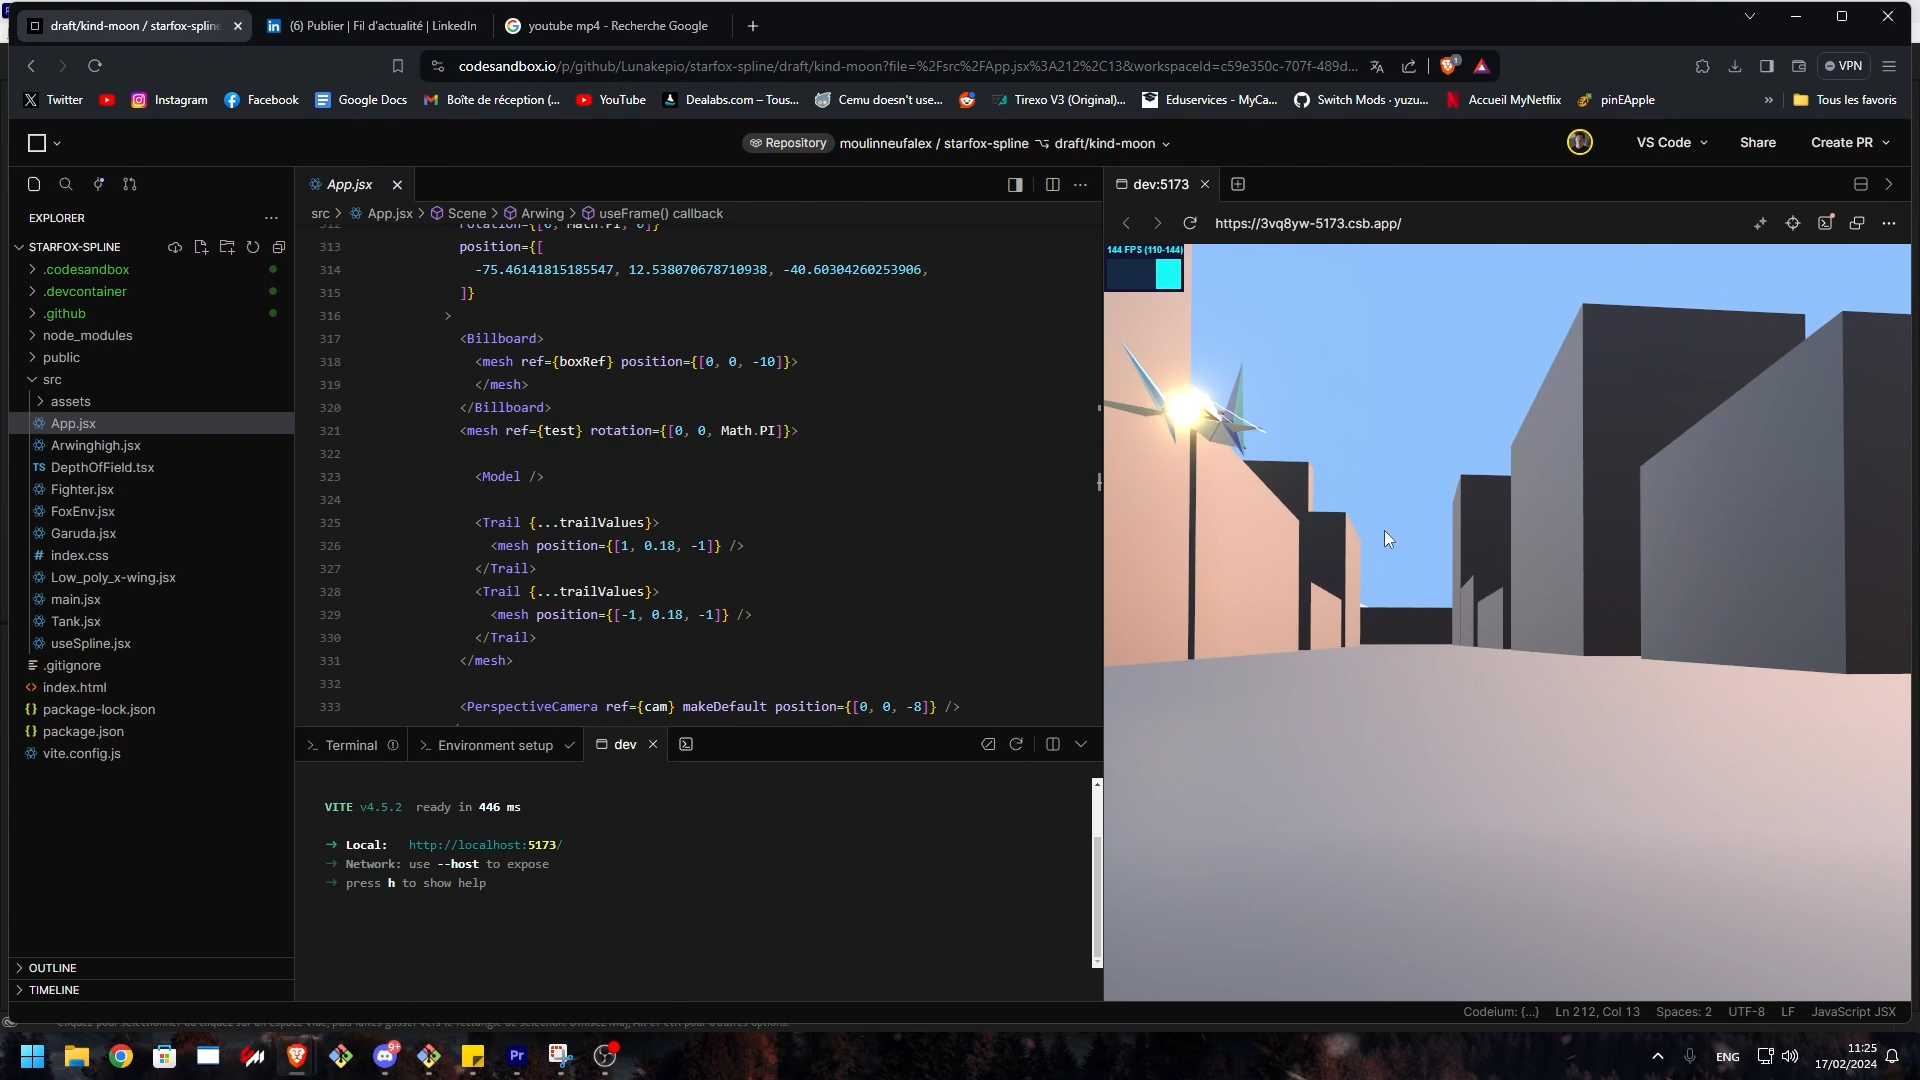 draft/kind-moon / starfox-spline
(6) Publier | Fil d'actualité | LinkedIn
youtube mp4 - Recherche Google
codesandbox.io/p/github/Lunakepio/starfox-spline/draft/kind-moon?file=%2Fsrc%2FApp.jsx%3A212%2C13&workspaceId=c59e350c-707f-489d...
VPN
Twitter
Instagram
Facebook
Google Docs
Boîte de réception (...
YouTube
Dealabs.com – Tous...
Cemu doesn't use...
Tirexo V3 (Original)...
Eduservices - MyCa...
Switch Mods · yuzu...
Accueil MyNetflix
pinEApple
Tous les favoris
Repository
moulinneufalex / starfox-spline
draft/kind-moon
VS Code
Share
Create PR
App.jsx
dev:5173
EXPLORER
src > App.jsx > Scene > Arwing > useFrame() callback
https://3vq8yw-5173.csb.app/
STARFOX-SPLINE
.codesandbox
.devcontainer
.github
node_modules
public
src
assets
App.jsx
Arwinghigh.jsx
TS DepthOfField.tsx
Fighter.jsx
FoxEnv.jsx
Garuda.jsx
# index.css
Low_poly_x-wing.jsx
main.jsx
Tank.jsx
useSpline.jsx
.gitignore
<> index.html
{} package-lock.json
{} package.json
vite.config.js
OUTLINE
TIMELINE
312 rotation={[0, Math.PI, 0]}
313 position={[
314 -75.46141815185547, 12.538070678710938, -40.60304260253906,
315 ]}
316 >
317 <Billboard>
318 <mesh ref={boxRef} position={[0, 0, -10]}>
319 </mesh>
320 </Billboard>
321 <mesh ref={test} rotation={[0, 0, Math.PI]}>
322
323 <Model />
324
325 <Trail {...trailValues}>
326 <mesh position={[1, 0.18, -1]} />
327 </Trail>
328 <Trail {...trailValues}>
329 <mesh position={[-1, 0.18, -1]} />
330 </Trail>
331 </mesh>
332
333 <PerspectiveCamera ref={cam} makeDefault position={[0, 0, -8]} />
144 FPS (110-144)
Terminal
Environment setup
dev
VITE v4.5.2 ready in 446 ms
➜ Local: http://localhost:5173/
➜ Network: use --host to expose
➜ press h to show help
Codeium: {...}
Ln 212, Col 13
Spaces: 2
UTF-8
LF
JavaScript JSX
ENG
11:25
17/02/2024